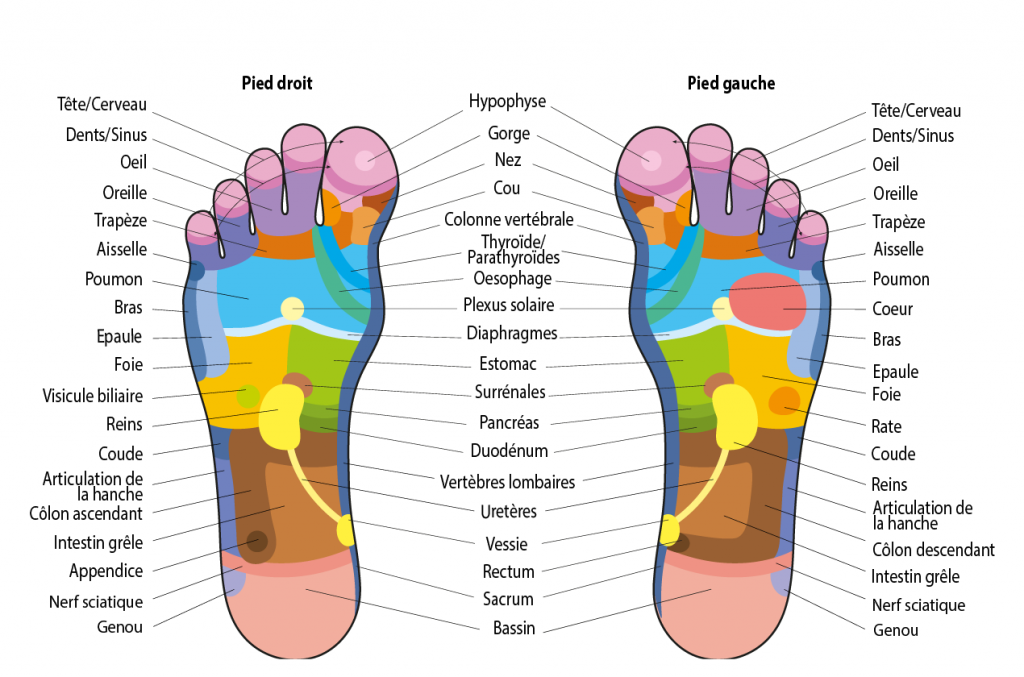 Pied droit
Pied gauche
Tête/Cerveau
Dents/Sinus
Oeil
Oreille
Trapèze
Aisselle
Poumon
Bras
Epaule
Foie
Visicule biliaire
Reins
Coude
Articulation de
la hanche
Côlon ascendant
Intestin grêle
Appendice
Nerf sciatique
Genou
Hypophyse
Gorge
Nez
Cou
Colonne vertébrale
Thyroïde/
Parathyroïdes
Oesophage
Plexus solaire
Diaphragmes
Estomac
Surrénales
Pancréas
Duodénum
Vertèbres lombaires
Uretères
Vessie
Rectum
Sacrum
Bassin
Tête/Cerveau
Dents/Sinus
Oeil
Oreille
Trapèze
Aisselle
Poumon
Coeur
Bras
Epaule
Foie
Rate
Coude
Reins
Articulation de
la hanche
Côlon descendant
Intestin grêle
Nerf sciatique
Genou